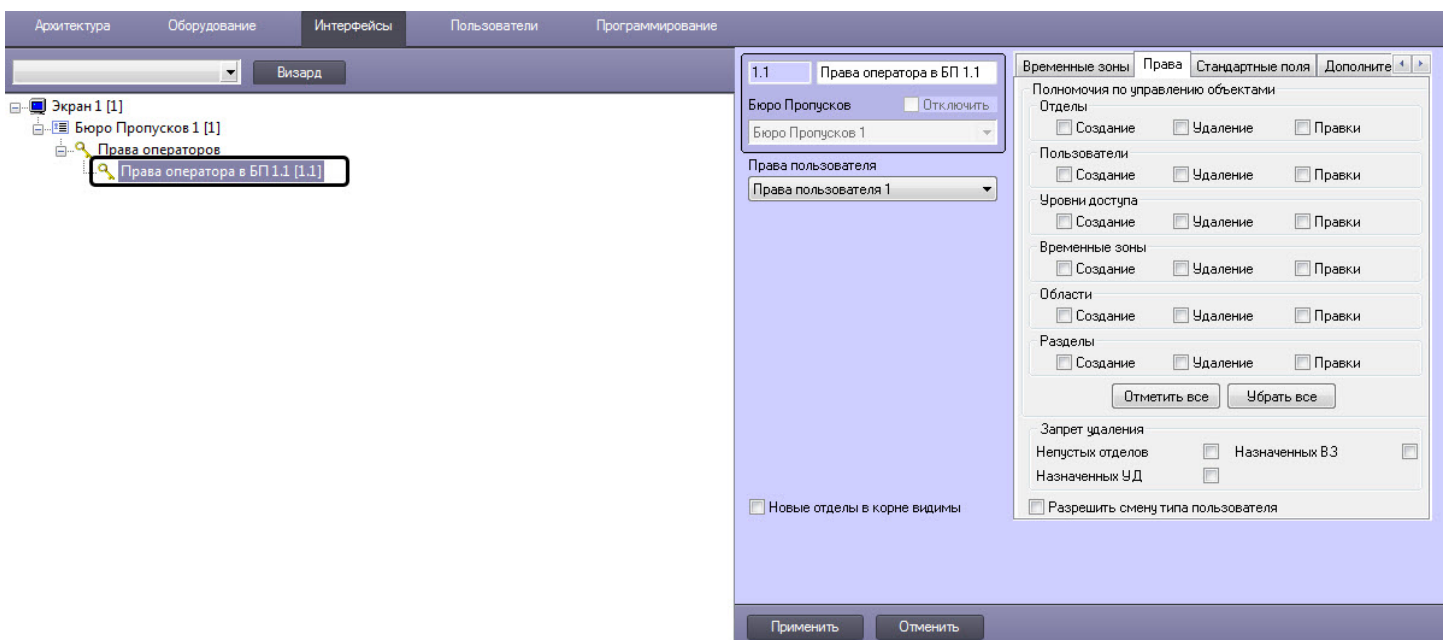 Архитектура Оборудование Интерфейсы Пользователи Программирование
Визард
Экран 1 [1]
Бюро Пропусков 1 [1]
Права операторов
Права оператора в БП 1.1 [1.1]
1.1 Права оператора в БП 1.1
Бюро Пропусков Отключить
Бюро Пропусков 1
Права пользователя
Права пользователя 1
Новые отделы в корне видимы
Временные зоны Права Стандартные поля Дополните
Полномочия по управлению объектами
Отделы
Создание Удаление Правки
Пользователи
Создание Удаление Правки
Уровни доступа
Создание Удаление Правки
Временные зоны
Создание Удаление Правки
Области
Создание Удаление Правки
Разделы
Создание Удаление Правки
Отметить все Убрать все
Запрет удаления
Непустых отделов Назначенных ВЗ
Назначенных УД
Разрешить смену типа пользователя
Применить Отменить